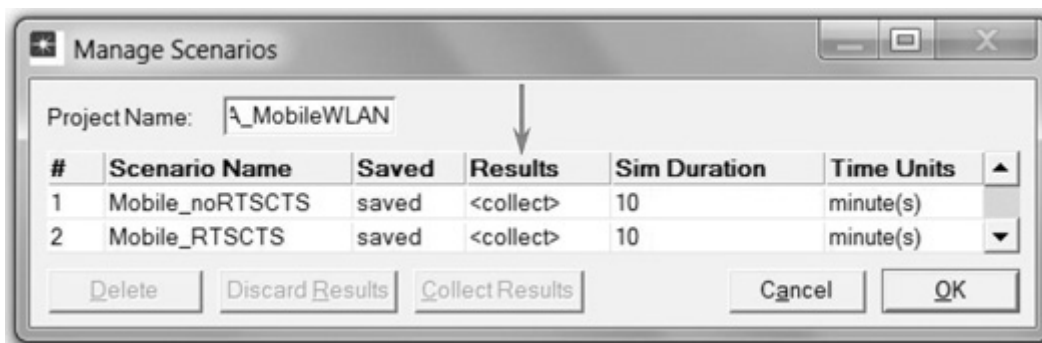 Manage Scenarios
Project Name: A_MobileWLAN
# Scenario Name Saved Results Sim Duration Time Units
1 Mobile_noRTSCTS saved <collect> 10 minute(s)
2 Mobile_RTSCTS saved <collect> 10 minute(s)
Delete Discard Results Collect Results Cancel OK